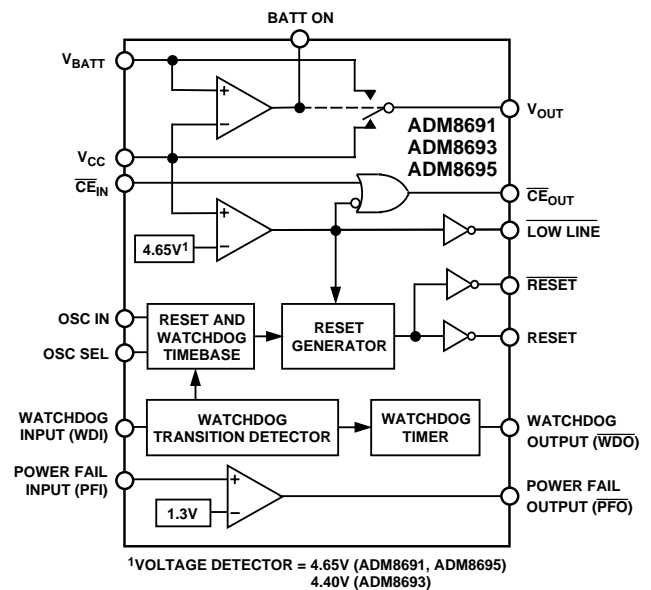 BATT ON
VBATT
VOUT
ADM8691
ADM8693
ADM8695
VCC
CEIN
CEOUT
4.65V1
LOW LINE
RESET
OSC IN
RESET AND
WATCHDOG
TIMEBASE
RESET
GENERATOR
RESET
OSC SEL
WATCHDOG
INPUT (WDI)
WATCHDOG
TRANSITION DETECTOR
WATCHDOG
TIMER
WATCHDOG
OUTPUT (WDO)
POWER FAIL
INPUT (PFI)
+
–
+
–
+
–
1.3V
POWER FAIL
OUTPUT (PFO)
1VOLTAGE DETECTOR = 4.65V (ADM8691, ADM8695)
4.40V (ADM8693)